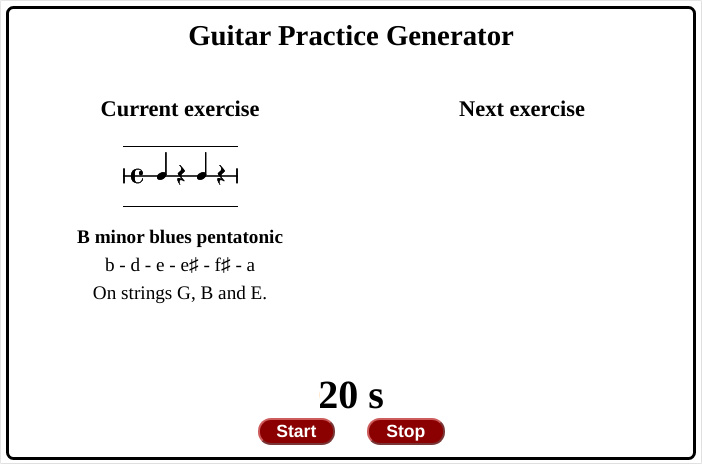 Guitar Practice Generator
Current exercise
Next exercise
B minor blues pentatonic
b - d - e - e♯ - f♯ - a
On strings G, B and E.
20 s
Start
Stop